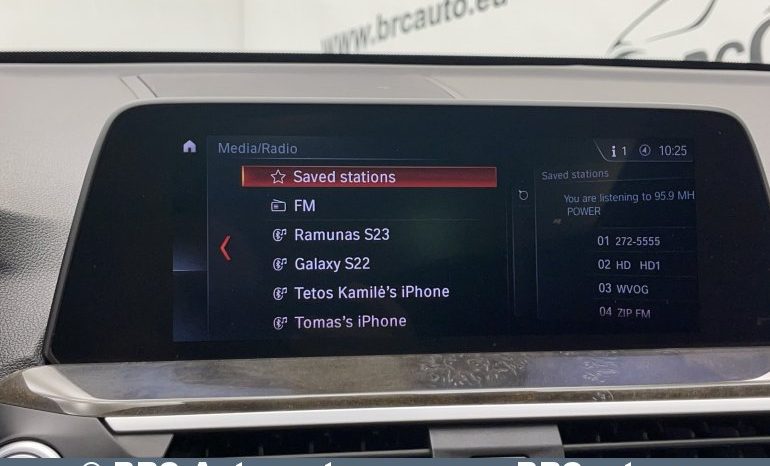 www.brcauto.eu
Media/Radio
i 1 10:25
Saved stations
FM
Ramunas S23
Galaxy S22
Tetos Kamilė's iPhone
Tomas's iPhone
Saved stations
You are listening to 95.9 MH
POWER
01 272-5555
02 HD HD1
03 WVOG
04 ZIP FM